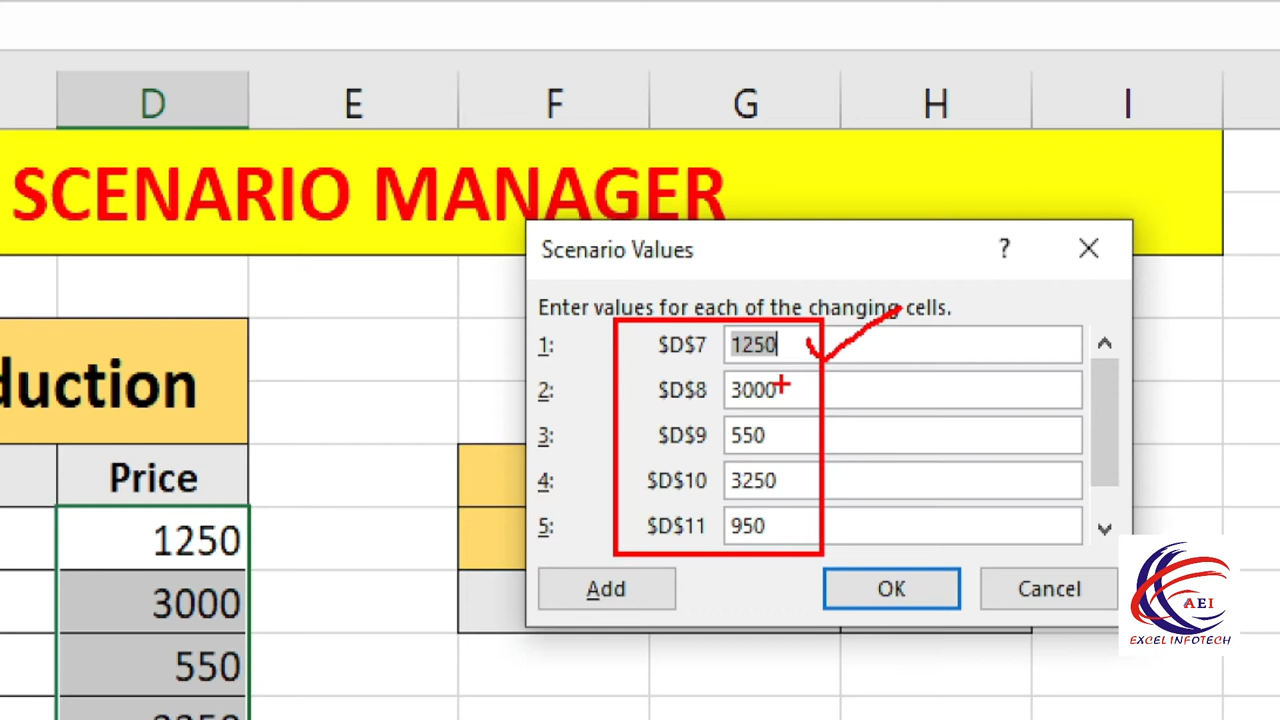 D E F G H I
SCENARIO MANAGER
Scenario Values ?
Enter values for each of the changing cells.
1: $D$7 1250
2: $D$8 3000
3: $D$9 550
4: $D$10 3250
5: $D$11 950
Add OK Cancel
duction
Price
1250
3000
550
3250
AEI
EXCEL INFOTECH